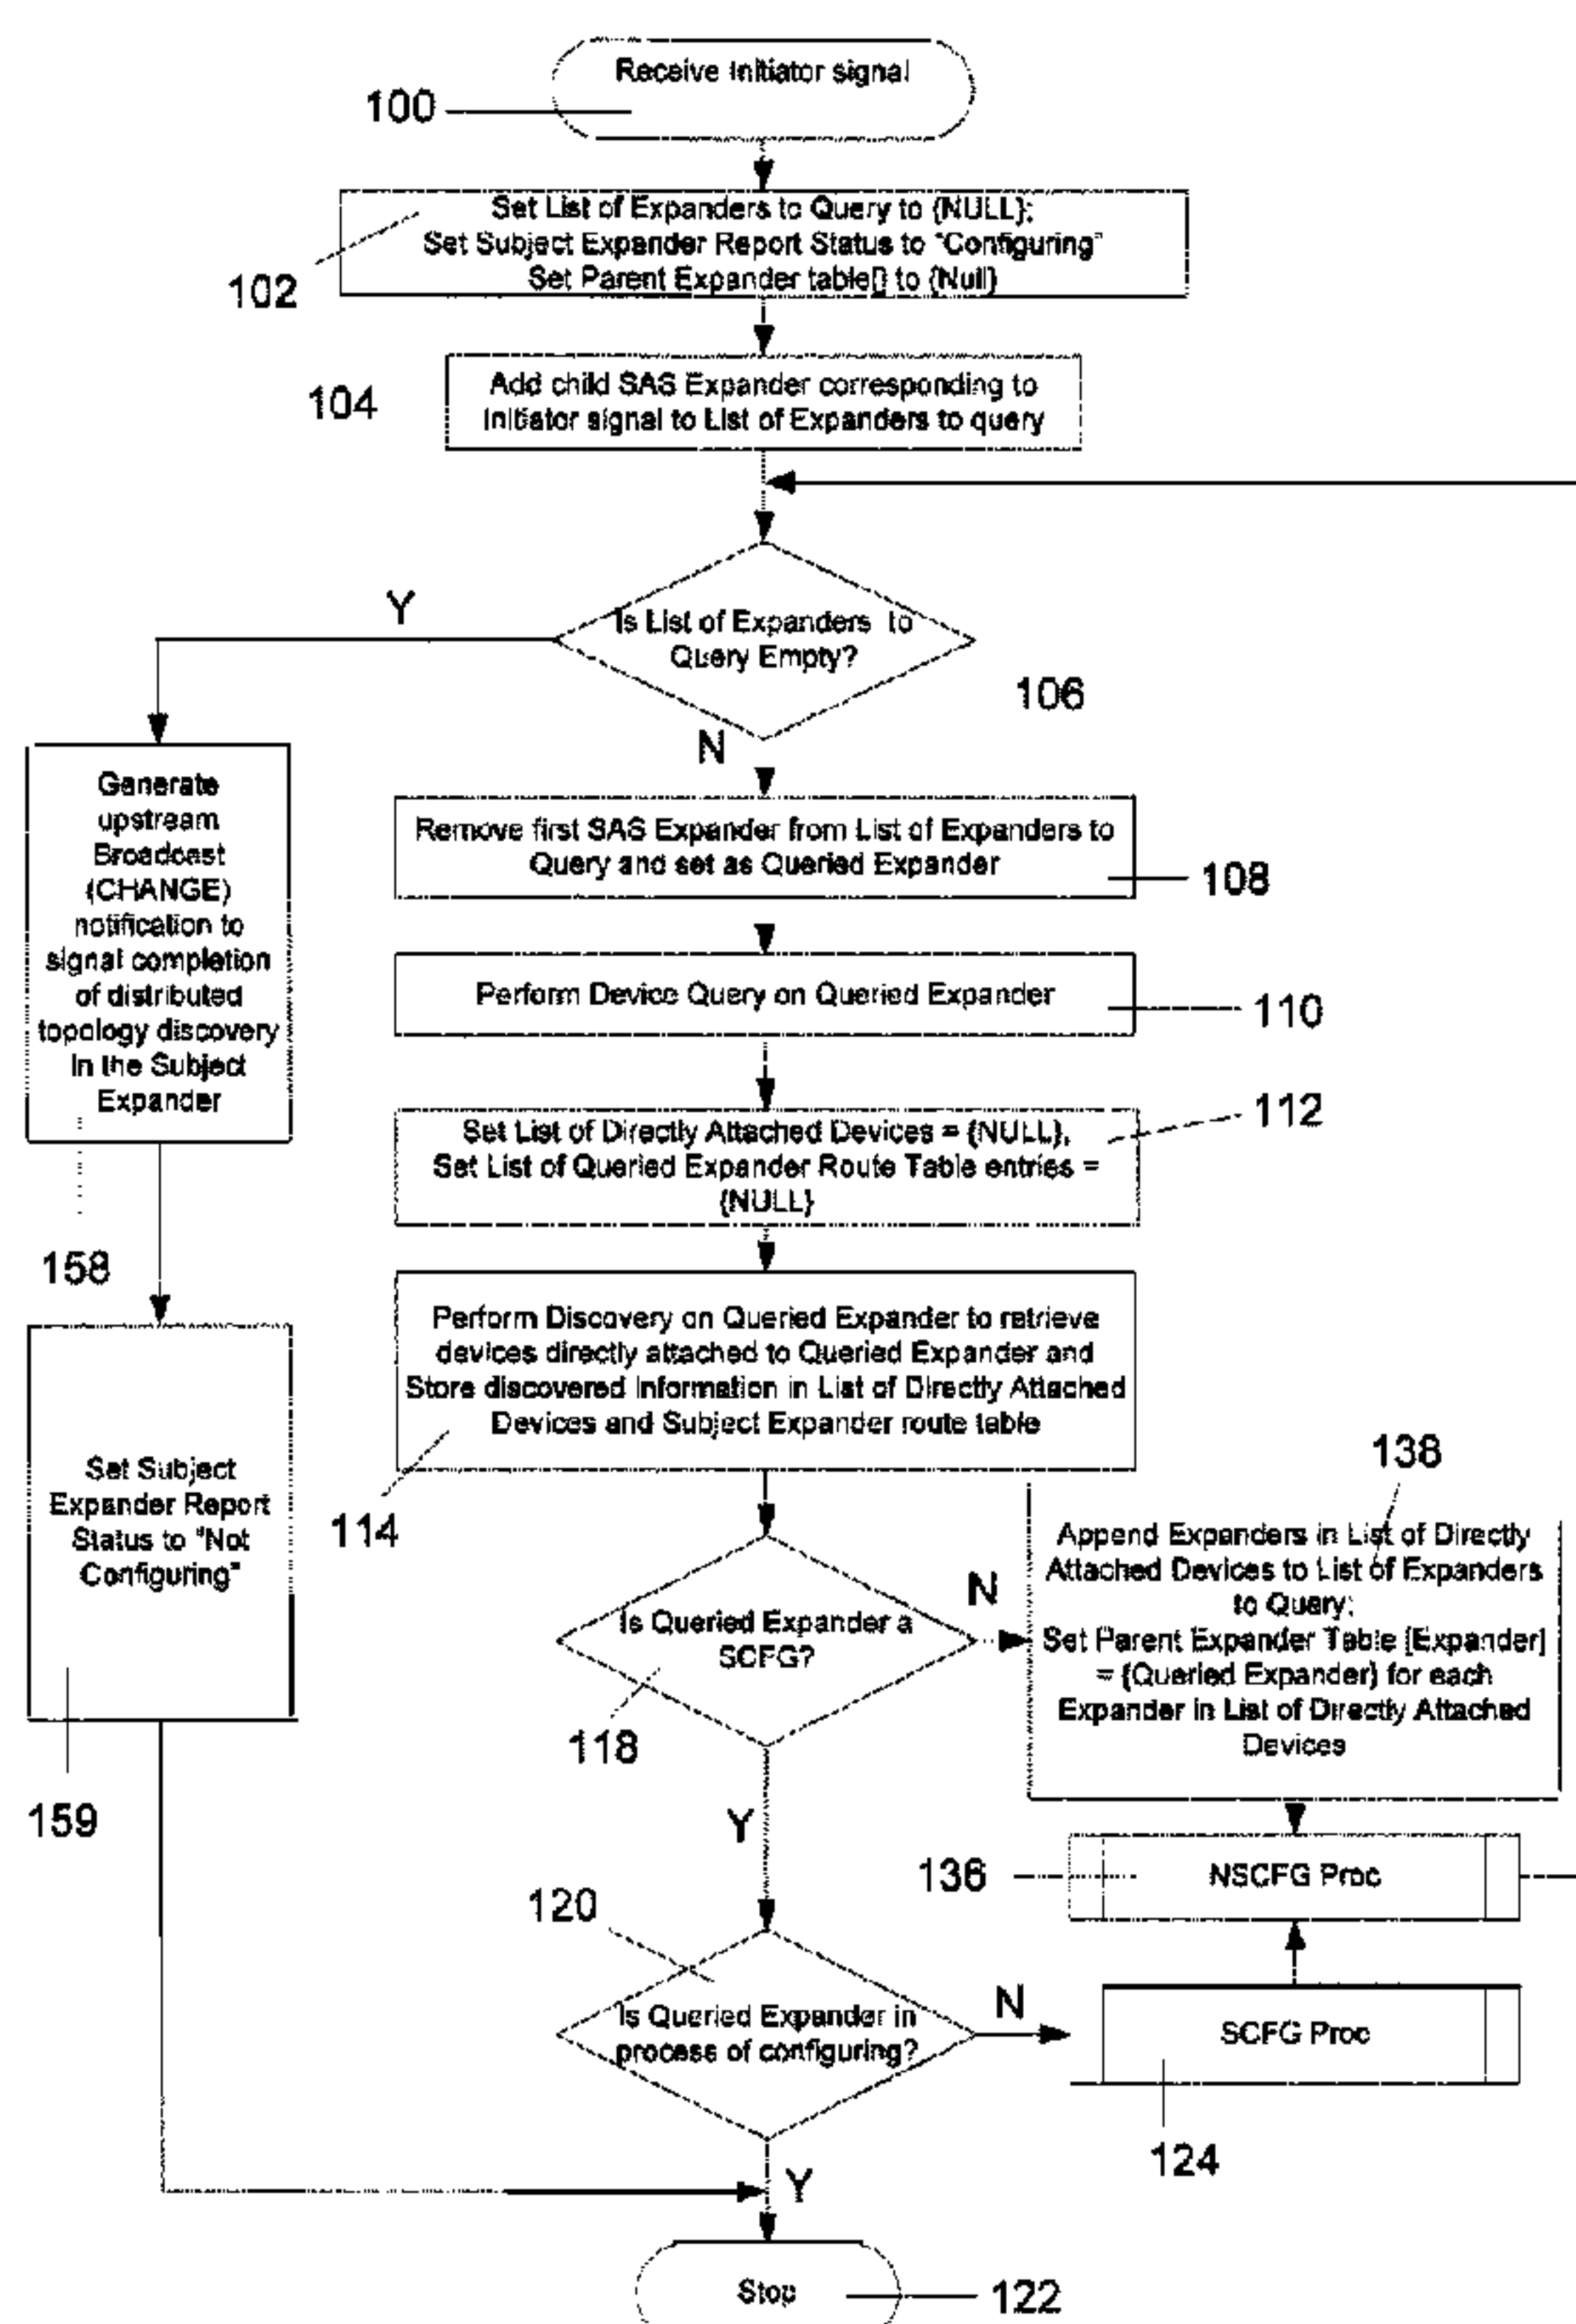 Receive Initiator signal
100
Set List of Expanders to Query to {NULL};
Set Subject Expander Report Status to "Configuring"
Set Parent Expander table[] to {Null}
102
Add child SAS Expander corresponding to
Initiator signal to List of Expanders to query
104
Is List of Expanders to
Query Empty?
106
Y
N
Generate
upstream
Broadcast
(CHANGE)
notification to
signal completion
of distributed
topology discovery
in the Subject
Expander
158
Remove first SAS Expander from List of Expanders to
Query and set as Queried Expander
108
Perform Device Query on Queried Expander
110
Set List of Directly Attached Devices = {NULL},
Set List of Queried Expander Route Table entries =
{NULL}
112
Perform Discovery on Queried Expander to retrieve
devices directly attached to Queried Expander and
Store discovered Information in List of Directly Attached
Devices and Subject Expander route table
114
Set Subject
Expander Report
Status to "Not
Configuring"
159
Is Queried Expander a
SCFG?
118
N
Y
138
Append Expanders in List of Directly
Attached Devices to List of Expanders
to Query;
Set Parent Expander Table [Expander]
= {Queried Expander} for each
Expander in List of Directly Attached
Devices
136
NSCFG Proc
120
Is Queried Expander in
process of configuring?
N
SCFG Proc
124
Y
Stop
122